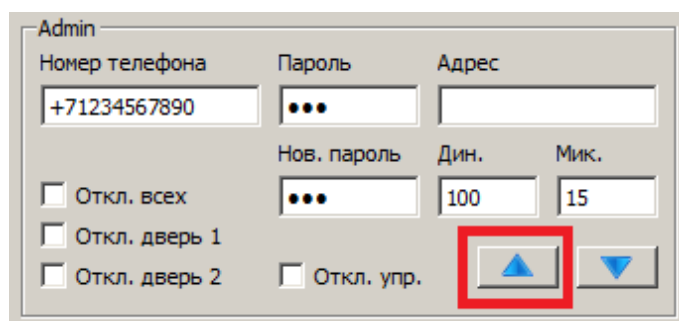 Admin
Номер телефона Пароль Адрес
+71234567890 •••
Нов. пароль Дин. Мик.
Откл. всех ••• 100 15
Откл. дверь 1
Откл. дверь 2 Откл. упр.